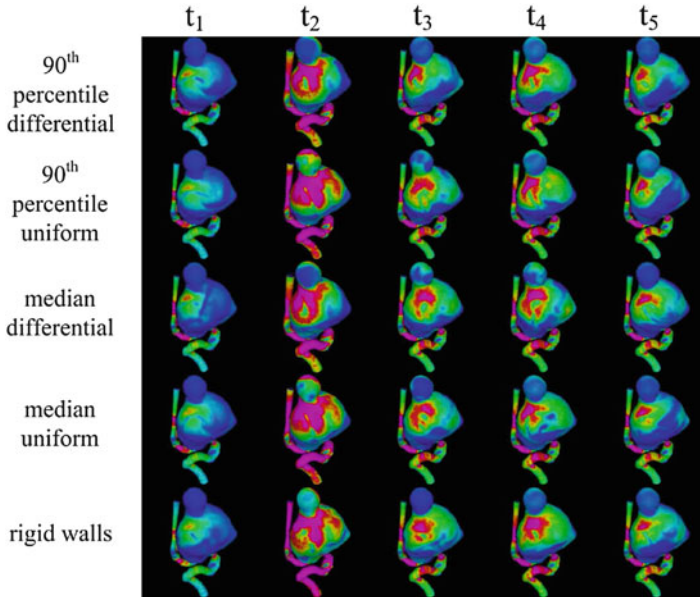 t₁ t₂ t₃ t₄ t₅
90ᵗʰ
percentile
differential
90ᵗʰ
percentile
uniform
median
differential
median
uniform
rigid walls